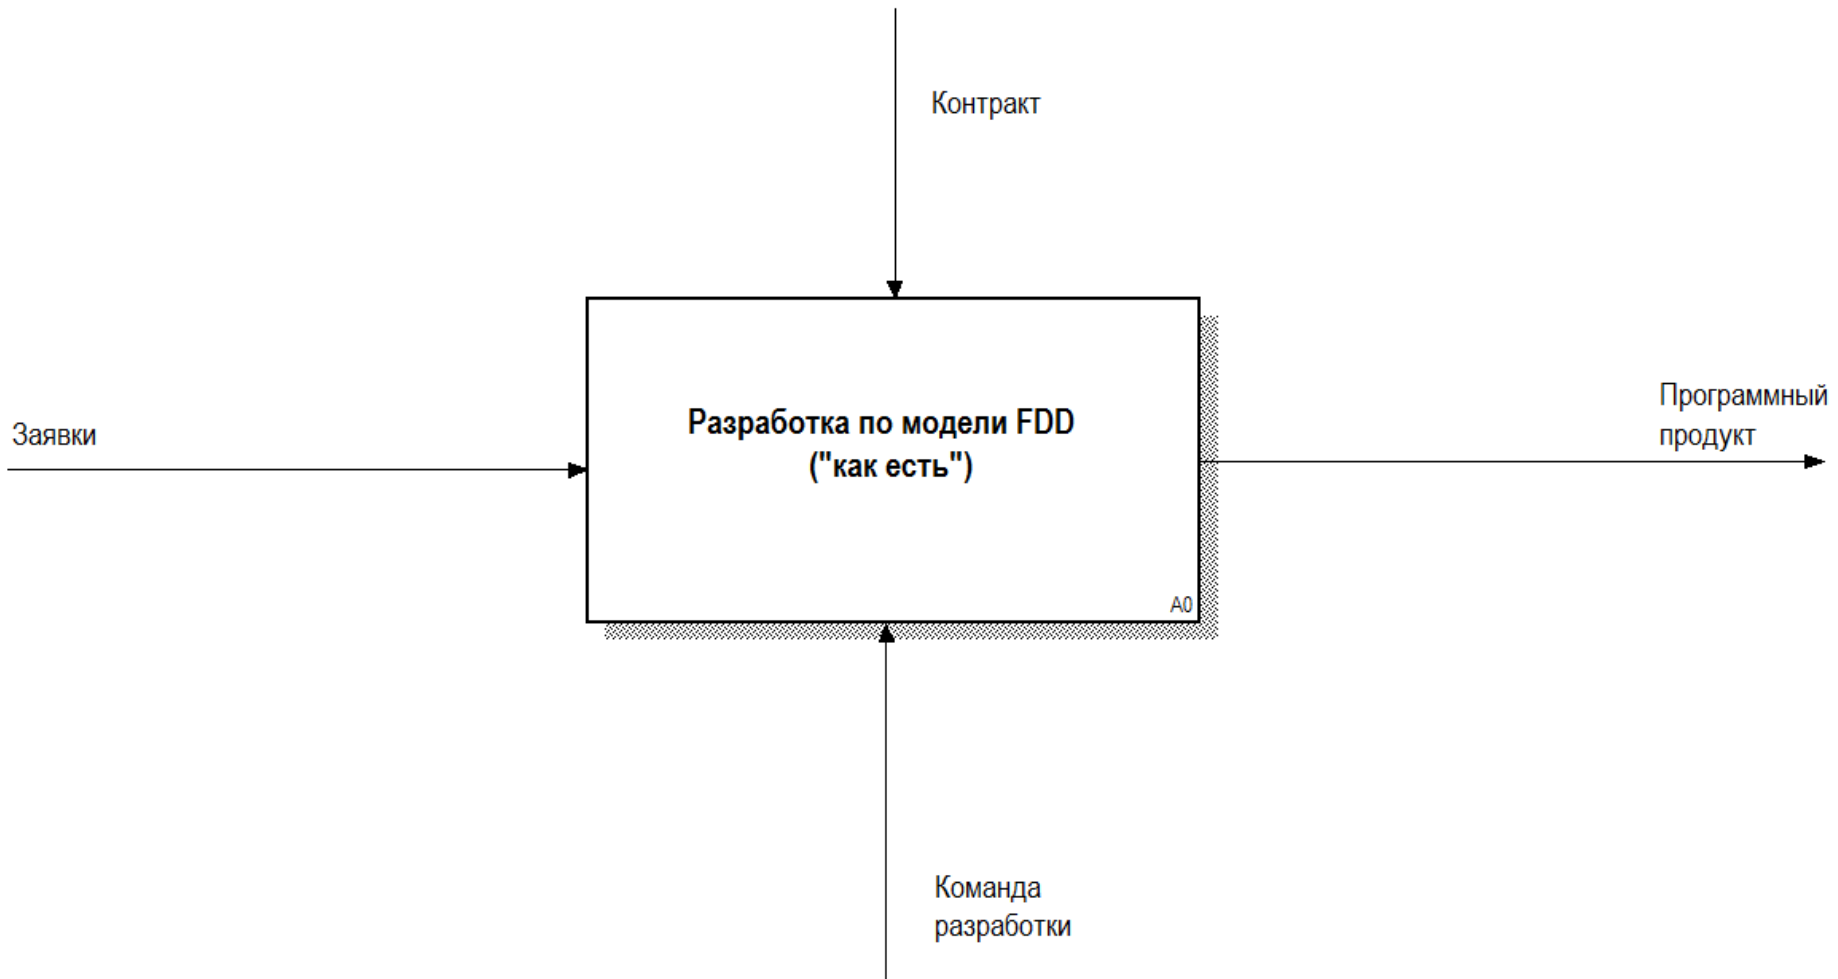 Контракт
Заявки
Разработка по модели FDD
("как есть")
Программный
продукт
A0
Команда
разработки